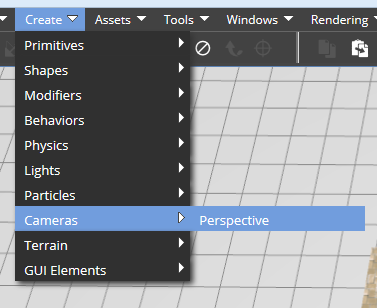 Create Assets Tools Windows Rendering
Primitives
Shapes
Modifiers
Behaviors
Physics
Lights
Particles
Cameras Perspective
Terrain
GUI Elements